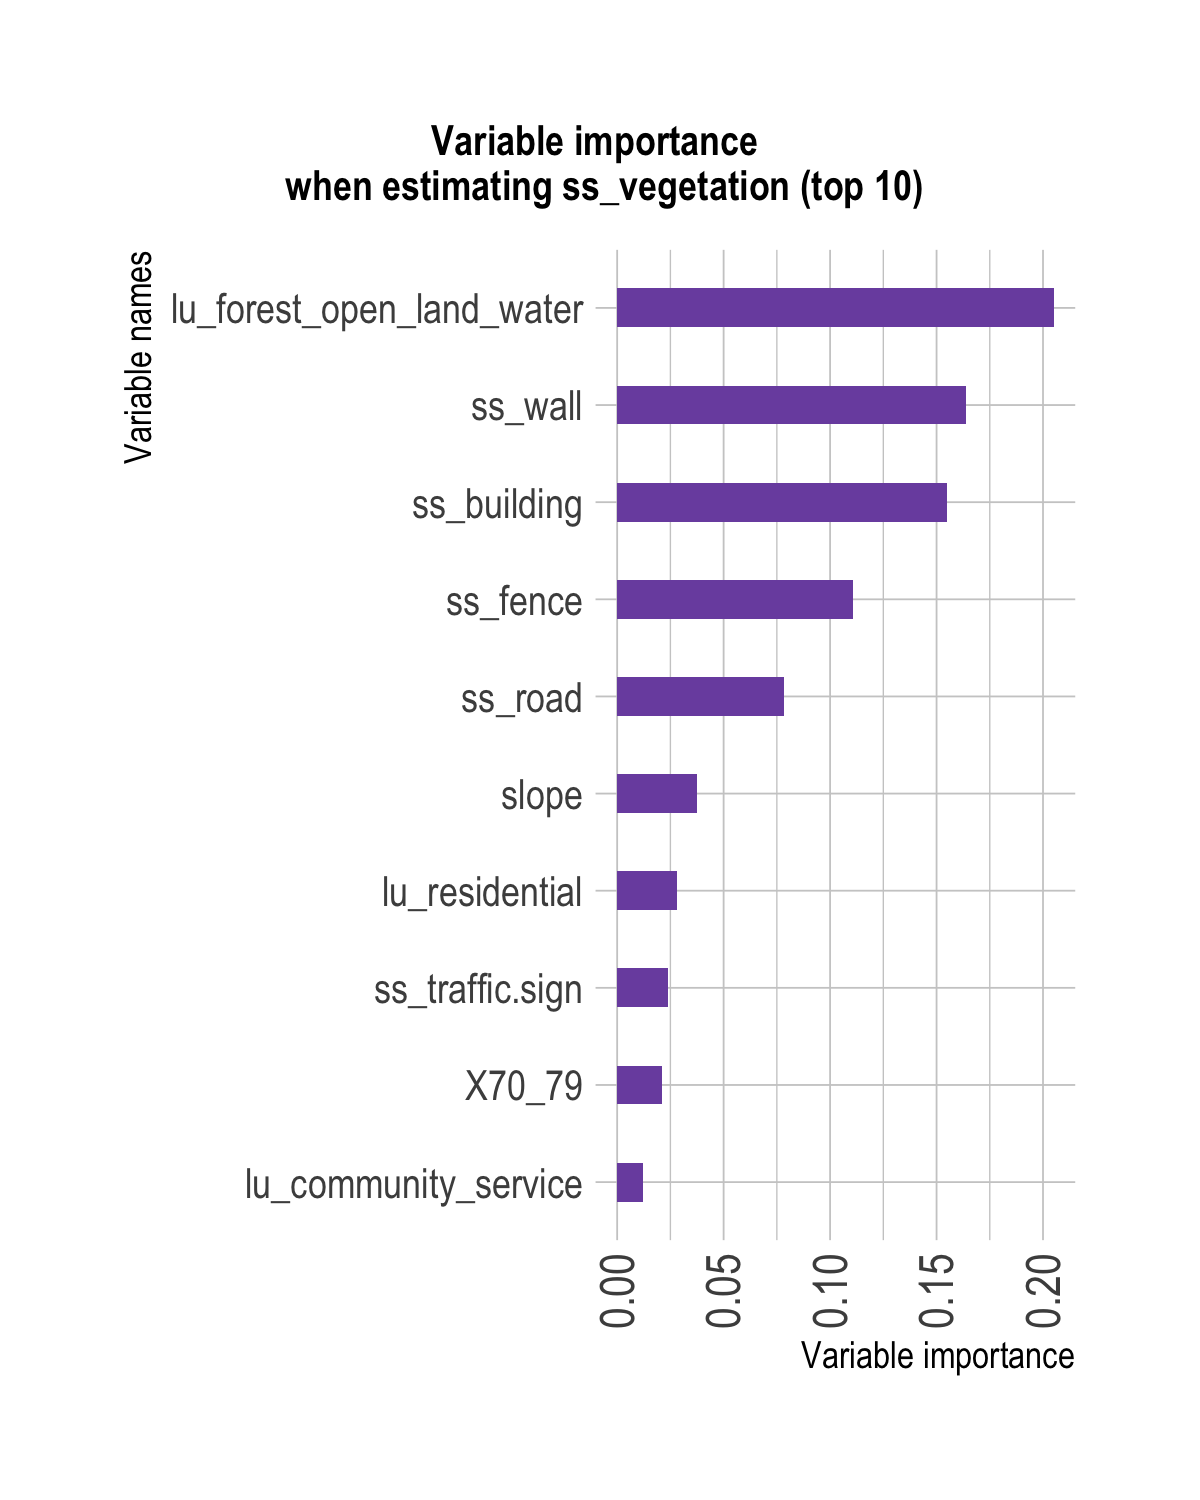 Variable importance
when estimating ss_vegetation (top 10)
Variable names
lu_forest_open_land_water
ss_wall
ss_building
ss_fence
ss_road
slope
lu_residential
ss_traffic.sign
X70_79
lu_community_service
0.00
0.05
0.10
0.15
0.20
Variable importance